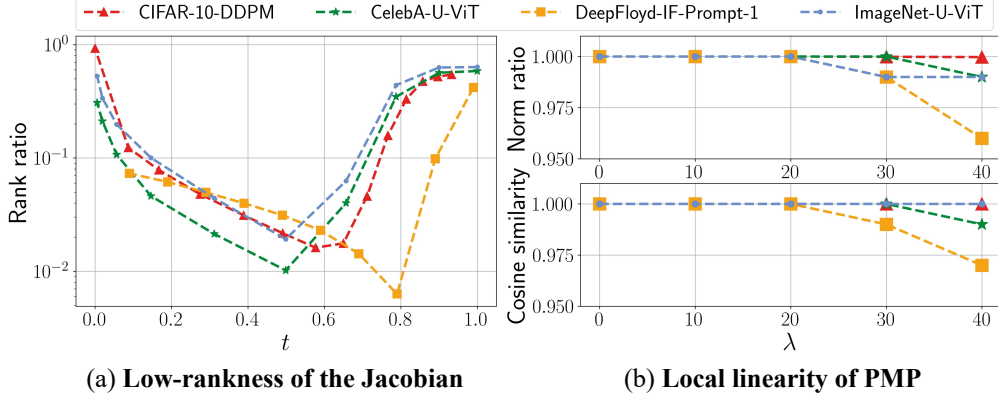 CIFAR-10-DDPM CelebA-U-ViT DeepFloyd-IF-Prompt-1 ImageNet-U-ViT
Rank ratio
10⁰
10⁻¹
10⁻²
0.0 0.2 0.4 0.6 0.8 1.0
t
(a) Low-rankness of the Jacobian
Norm ratio
1.000
0.975
0.950
0 10 20 30 40
Cosine similarity
1.000
0.975
0.950
0 10 20 30 40
λ
(b) Local linearity of PMP